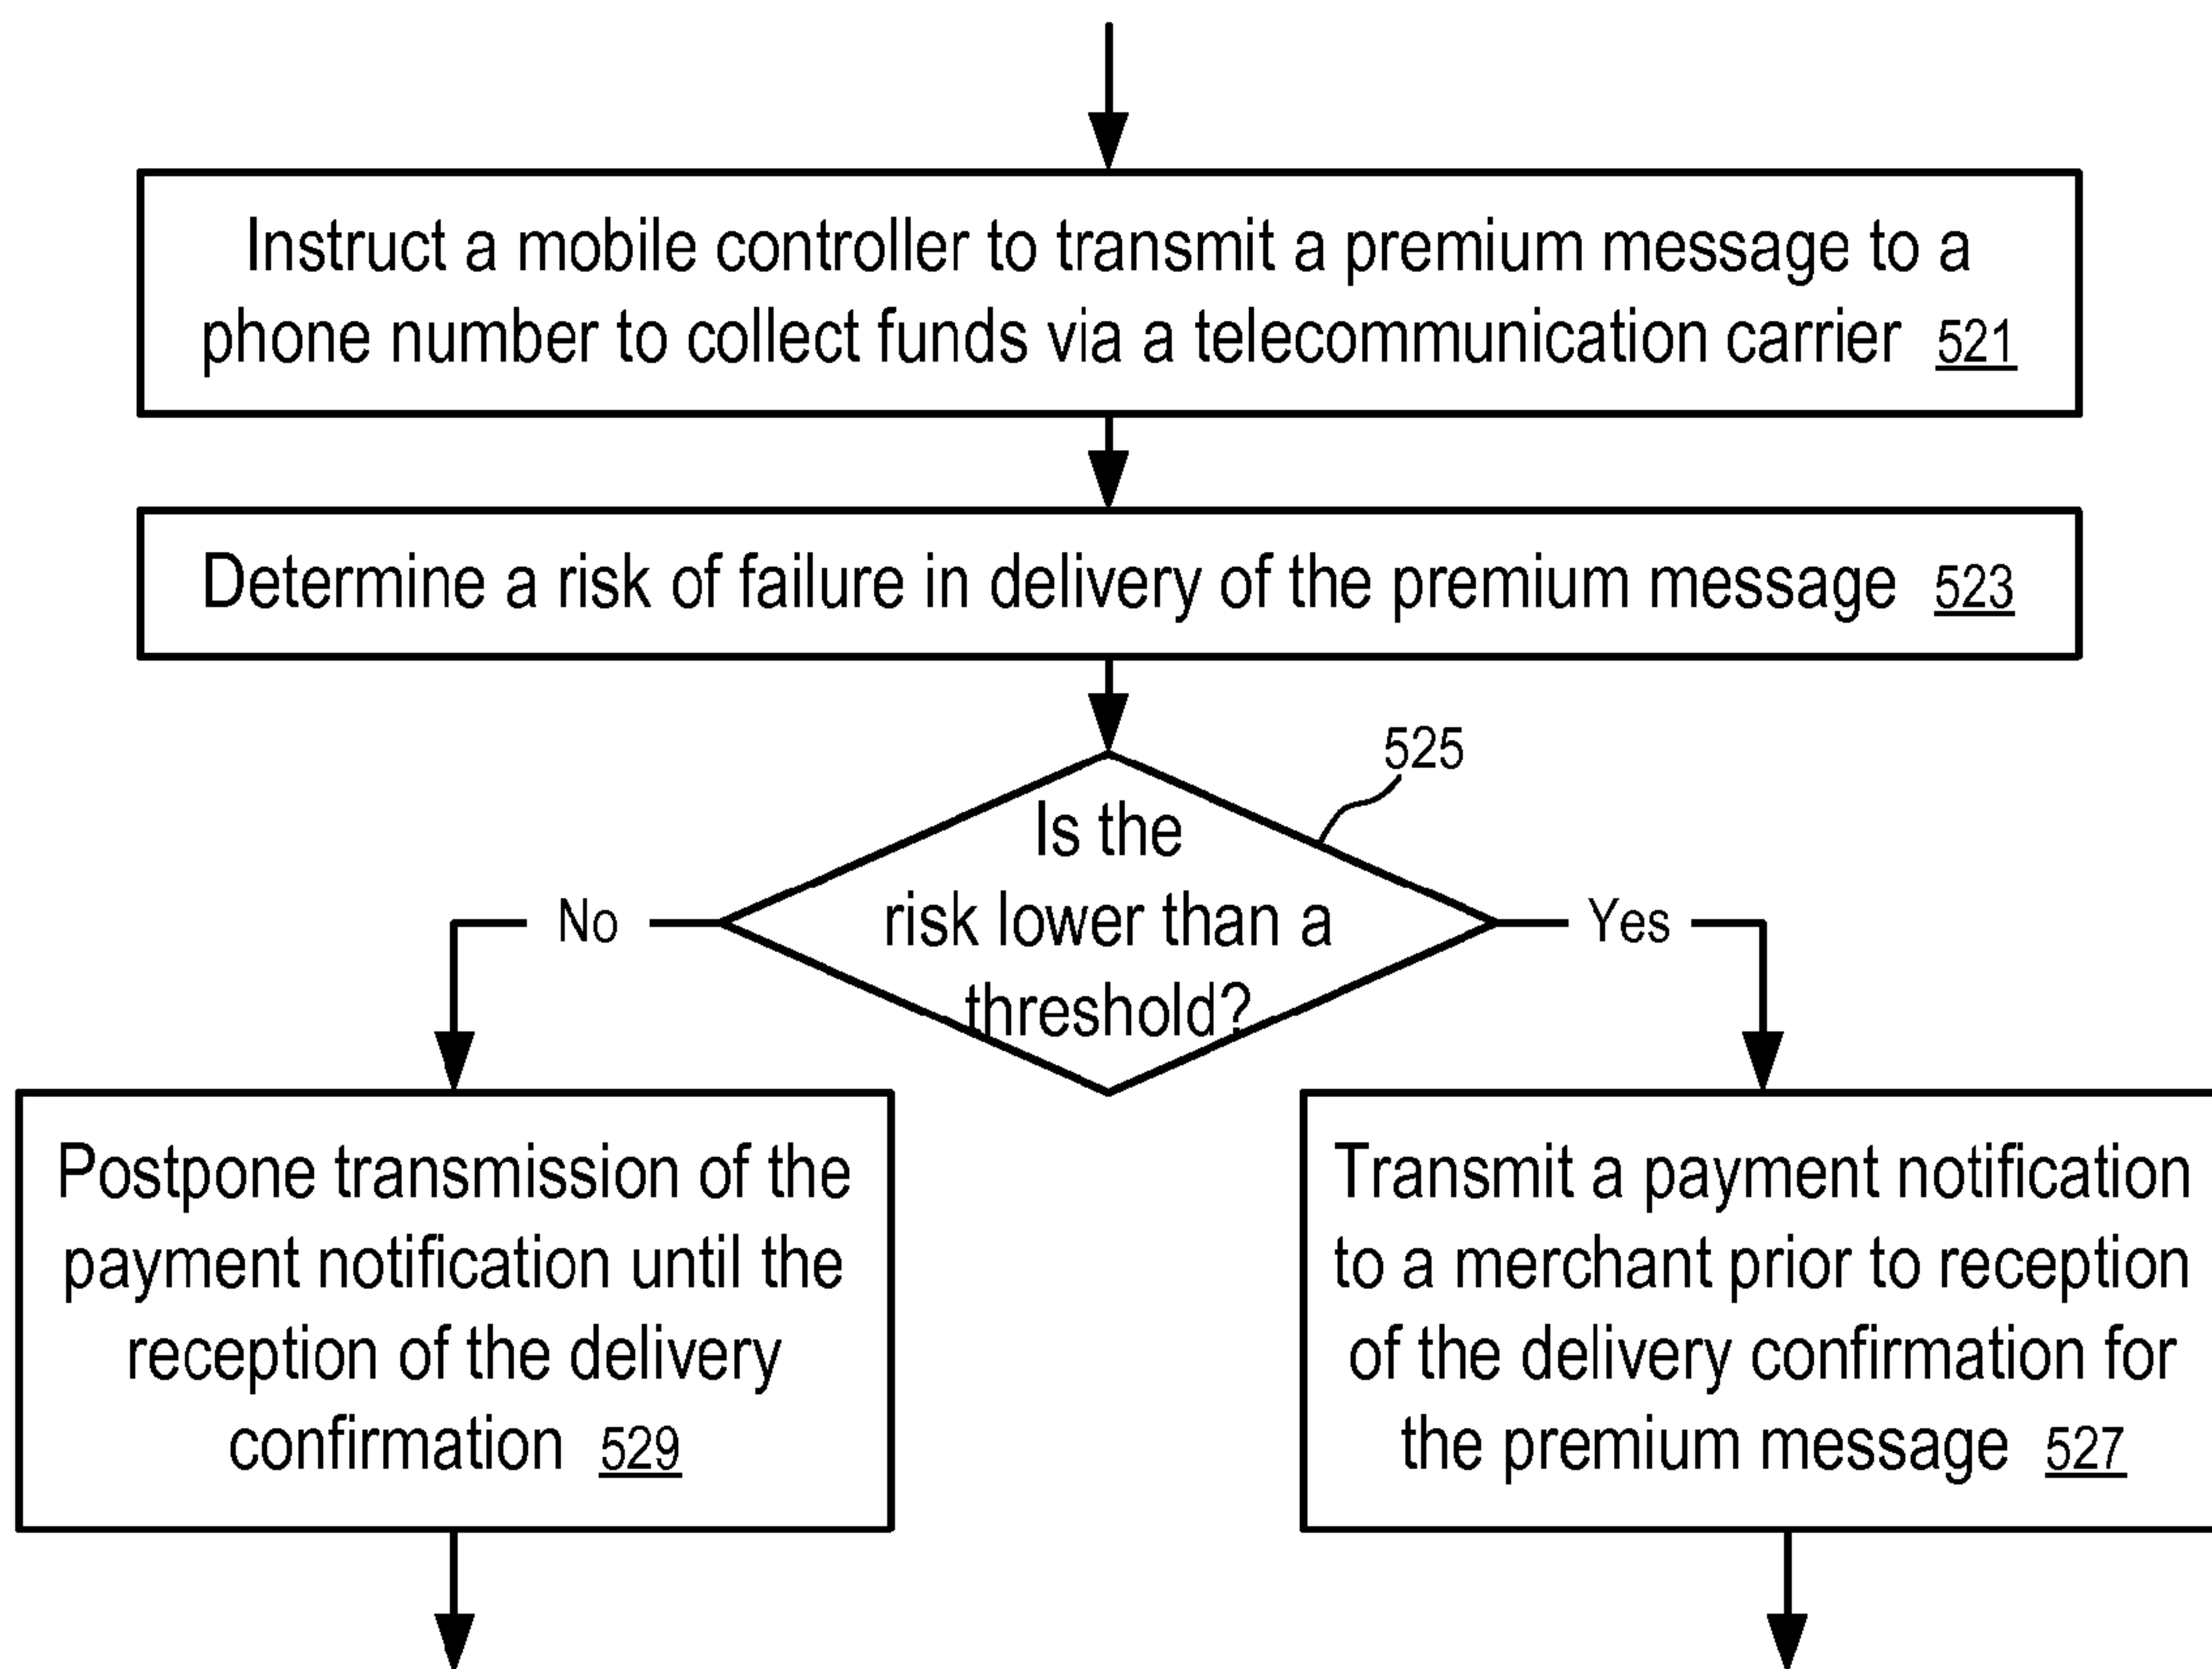 Instruct a mobile controller to transmit a premium message to a
phone number to collect funds via a telecommunication carrier 521
Determine a risk of failure in delivery of the premium message 523
525
Is the
risk lower than a
threshold?
No
Yes
Postpone transmission of the
payment notification until the
reception of the delivery
confirmation 529
Transmit a payment notification
to a merchant prior to reception
of the delivery confirmation for
the premium message 527